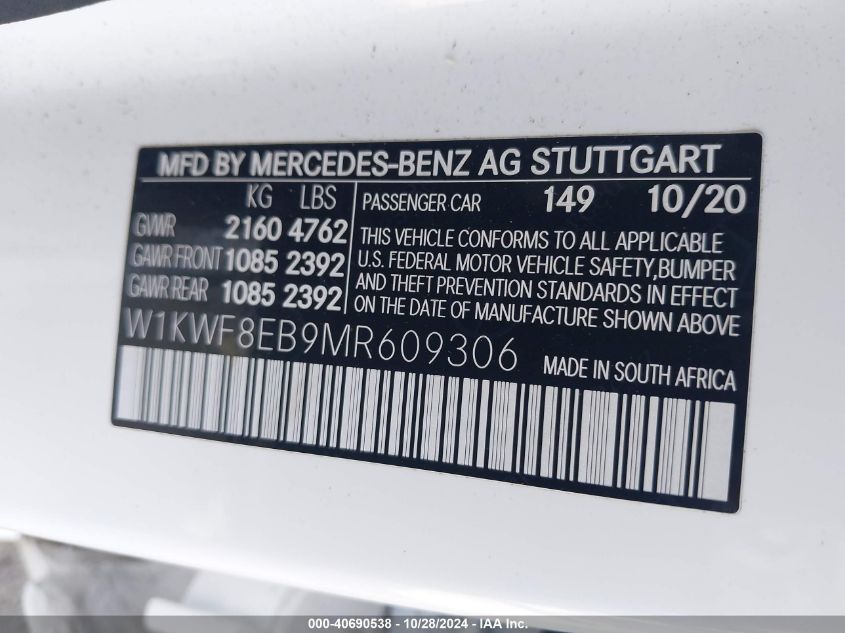 MFD BY MERCEDES-BENZ AG STUTTGART
KG LBS
GVWR 2160 4762
GAWR FRONT 1085 2392
GAWR REAR 1085 2392
PASSENGER CAR 149 10/20
THIS VEHICLE CONFORMS TO ALL APPLICABLE
U.S. FEDERAL MOTOR VEHICLE SAFETY,BUMPER
AND THEFT PREVENTION STANDARDS IN EFFECT
ON THE DATE OF MANUFACTURE SHOWN ABOVE
W1KWF8EB9MR609306
MADE IN SOUTH AFRICA
000-40690538 - 10/28/2024 - IAA Inc.